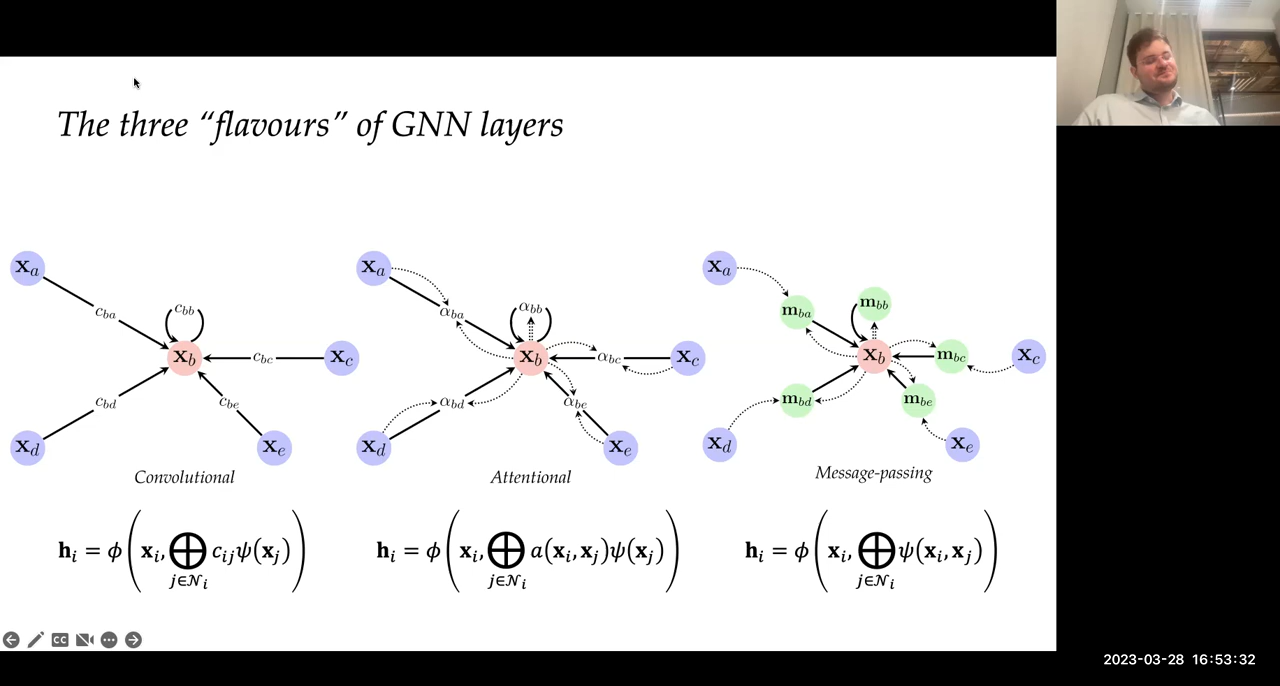 The three “flavours” of GNN layers
x_a
c_ba
c_bb
x_b
c_bc
x_c
c_bd
c_be
x_d
x_e
Convolutional
x_a
α_ba
α_bb
x_b
α_bc
x_c
α_bd
α_be
x_d
x_e
Attentional
x_a
m_ba
m_bb
x_b
m_bc
x_c
m_bd
m_be
x_d
x_e
Message-passing
h_i = ϕ(x_i, ⨁_{j∈𝒩_i} c_ij ψ(x_j))
h_i = ϕ(x_i, ⨁_{j∈𝒩_i} a(x_i, x_j)ψ(x_j))
h_i = ϕ(x_i, ⨁_{j∈𝒩_i} ψ(x_i, x_j))
CC
2023-03-28 16:53:32